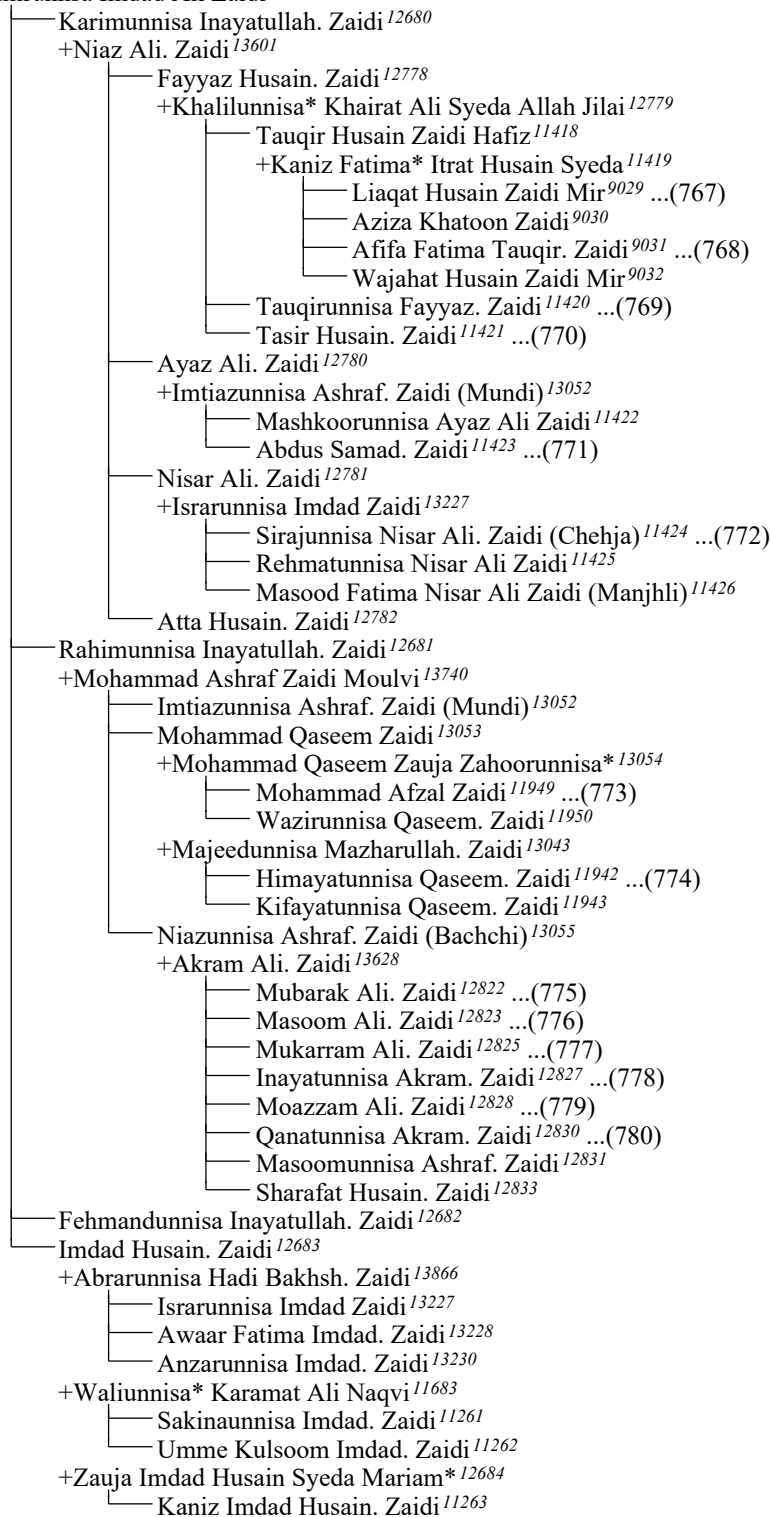 Karimunnisa Inayatullah. Zaidi 12680
+Niaz Ali. Zaidi 13601
Fayyaz Husain. Zaidi 12778
+Khalilunnisa* Khairat Ali Syeda Allah Jilai 12779
Tauqir Husain Zaidi Hafiz 11418
+Kaniz Fatima* Itrat Husain Syeda 11419
Liaqat Husain Zaidi Mir 9029 ...(767)
Aziza Khatoon Zaidi 9030
Afifa Fatima Tauqir. Zaidi 9031 ...(768)
Wajahat Husain Zaidi Mir 9032
Tauqirunnisa Fayyaz. Zaidi 11420 ...(769)
Tasir Husain. Zaidi 11421 ...(770)
Ayaz Ali. Zaidi 12780
+Imtiazunnisa Ashraf. Zaidi (Mundi) 13052
Mashkoorunnisa Ayaz Ali Zaidi 11422
Abdus Samad. Zaidi 11423 ...(771)
Nisar Ali. Zaidi 12781
+Israrunnisa Imdad Zaidi 13227
Sirajunnisa Nisar Ali. Zaidi (Chehja) 11424 ...(772)
Rehmatunnisa Nisar Ali Zaidi 11425
Masood Fatima Nisar Ali Zaidi (Manjhli) 11426
Atta Husain. Zaidi 12782
Rahimunnisa Inayatullah. Zaidi 12681
+Mohammad Ashraf Zaidi Moulvi 13740
Imtiazunnisa Ashraf. Zaidi (Mundi) 13052
Mohammad Qaseem Zaidi 13053
+Mohammad Qaseem Zauja Zahoorunnisa* 13054
Mohammad Afzal Zaidi 11949 ...(773)
Wazirunnisa Qaseem. Zaidi 11950
+Majeedunnisa Mazharullah. Zaidi 13043
Himayatunnisa Qaseem. Zaidi 11942 ...(774)
Kifayatunnisa Qaseem. Zaidi 11943
Niazunnisa Ashraf. Zaidi (Bachchi) 13055
+Akram Ali. Zaidi 13628
Mubarak Ali. Zaidi 12822 ...(775)
Masoom Ali. Zaidi 12823 ...(776)
Mukarram Ali. Zaidi 12825 ...(777)
Inayatunnisa Akram. Zaidi 12827 ...(778)
Moazzam Ali. Zaidi 12828 ...(779)
Qanatunnisa Akram. Zaidi 12830 ...(780)
Masoomunnisa Ashraf. Zaidi 12831
Sharafat Husain. Zaidi 12833
Fehmandunnisa Inayatullah. Zaidi 12682
Imdad Husain. Zaidi 12683
+Abrarunnisa Hadi Bakhsh. Zaidi 13866
Israrunnisa Imdad Zaidi 13227
Awaar Fatima Imdad. Zaidi 13228
Anzarunnisa Imdad. Zaidi 13230
+Waliunnisa* Karamat Ali Naqvi 11683
Sakinaunnisa Imdad. Zaidi 11261
Umme Kulsoom Imdad. Zaidi 11262
+Zauja Imdad Husain Syeda Mariam* 12684
Kaniz Imdad Husain. Zaidi 11263